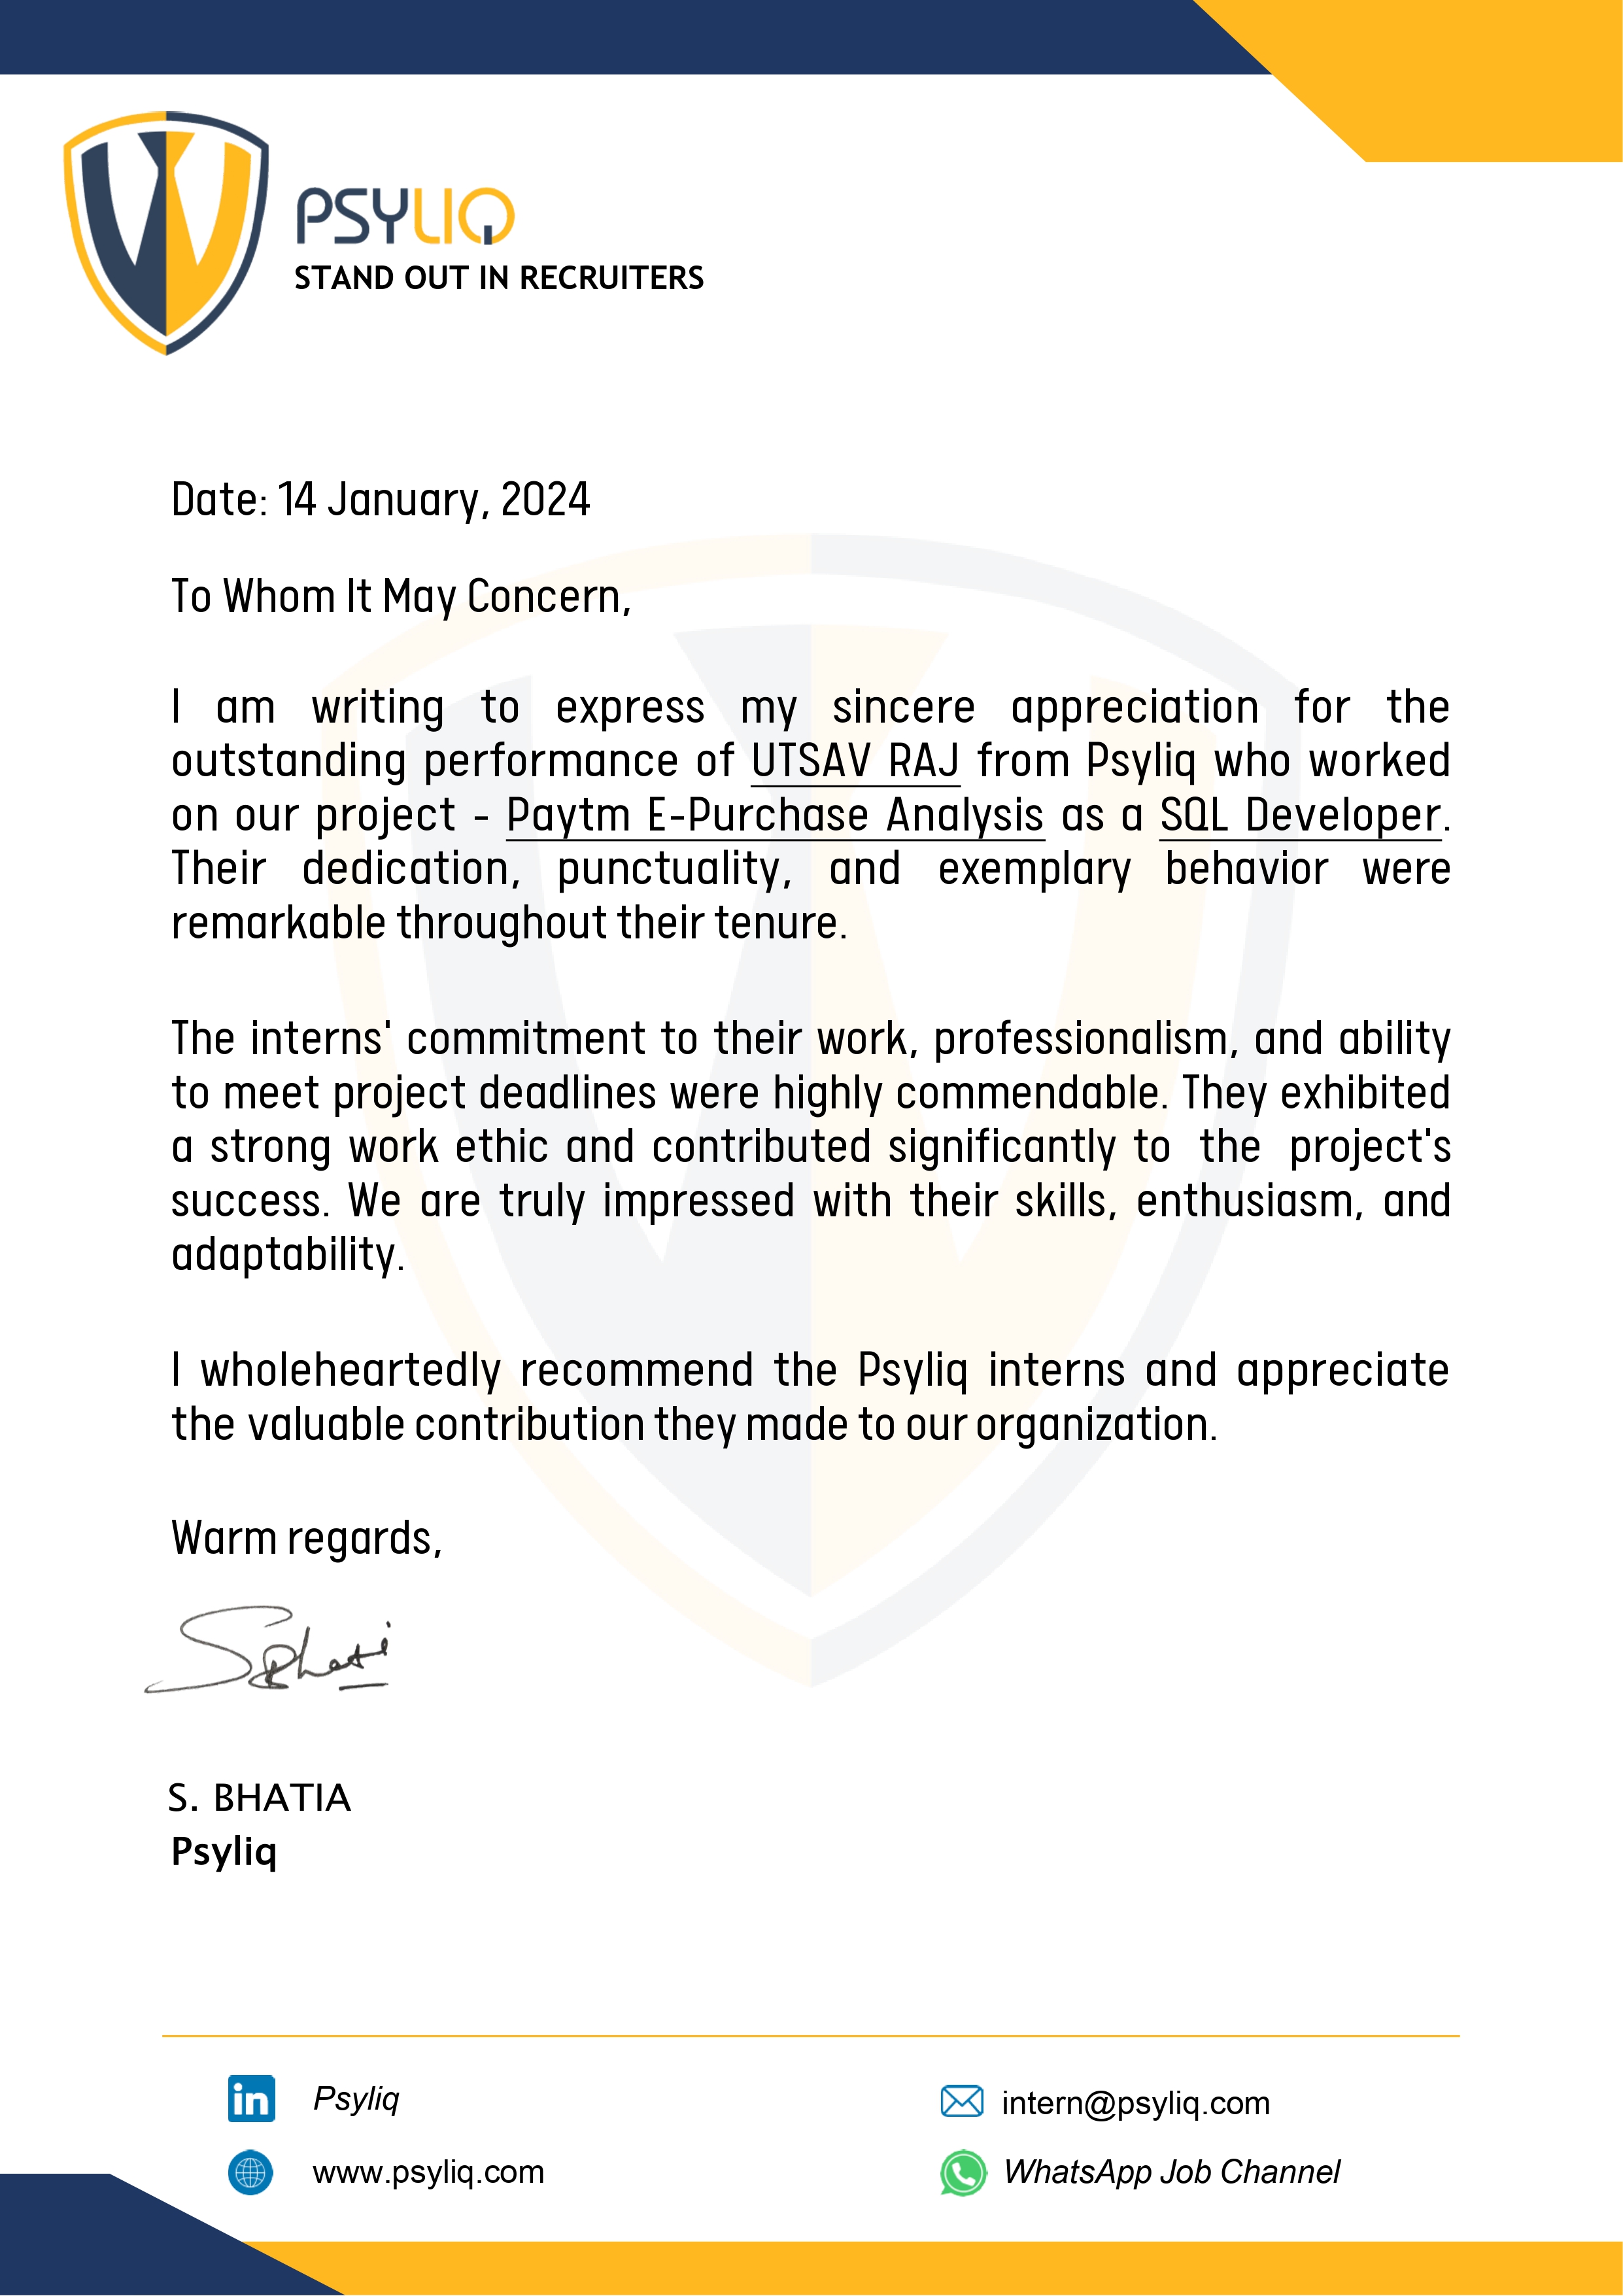 PSYLIQ
STAND OUT IN RECRUITERS
Date: 14 January, 2024
To Whom It May Concern,
I am writing to express my sincere appreciation for the
outstanding performance of UTSAV RAJ from Psyliq who worked
on our project - Paytm E-Purchase Analysis as a SQL Developer.
Their dedication, punctuality, and exemplary behavior were
remarkable throughout their tenure.
The interns' commitment to their work, professionalism, and ability
to meet project deadlines were highly commendable. They exhibited
a strong work ethic and contributed significantly to the project's
success. We are truly impressed with their skills, enthusiasm, and
adaptability.
I wholeheartedly recommend the Psyliq interns and appreciate
the valuable contribution they made to our organization.
Warm regards,
SBhatia
S. BHATIA
Psyliq
in Psyliq
intern@psyliq.com
www.psyliq.com
WhatsApp Job Channel